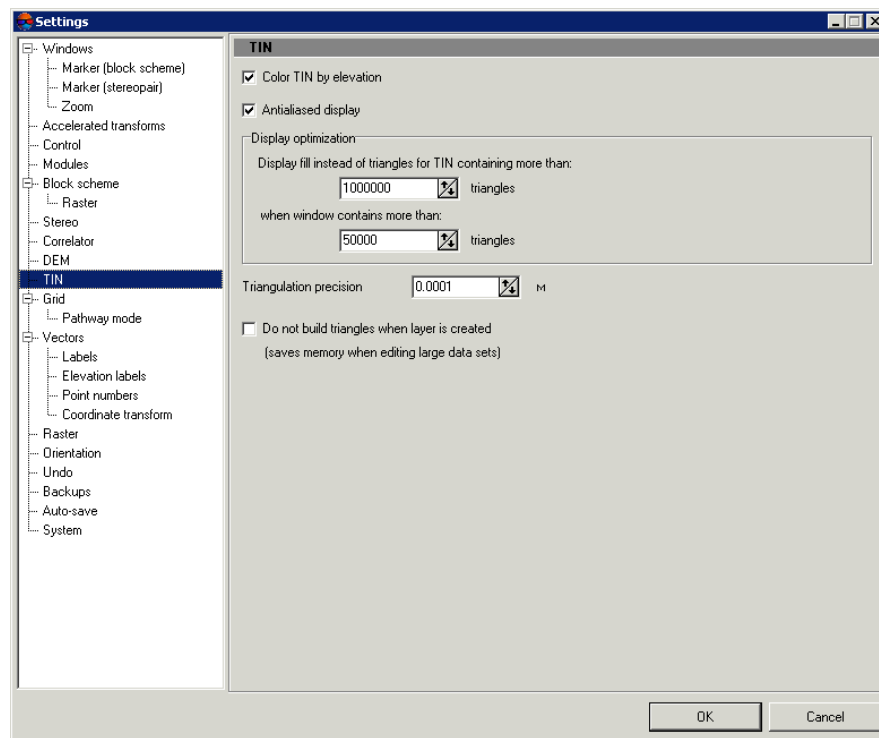 Settings
Windows
Marker (block scheme)
Marker (stereopair)
Zoom
Accelerated transforms
Control
Modules
Block scheme
Raster
Stereo
Correlator
DEM
TIN
Grid
Pathway mode
Vectors
Labels
Elevation labels
Point numbers
Coordinate transform
Raster
Orientation
Undo
Backups
Auto-save
System
TIN
Color TIN by elevation
Antialiased display
Display optimization
Display fill instead of triangles for TIN containing more than:
1000000 triangles
when window contains more than:
50000 triangles
Triangulation precision 0.0001 м
Do not build triangles when layer is created
(saves memory when editing large data sets)
OK Cancel